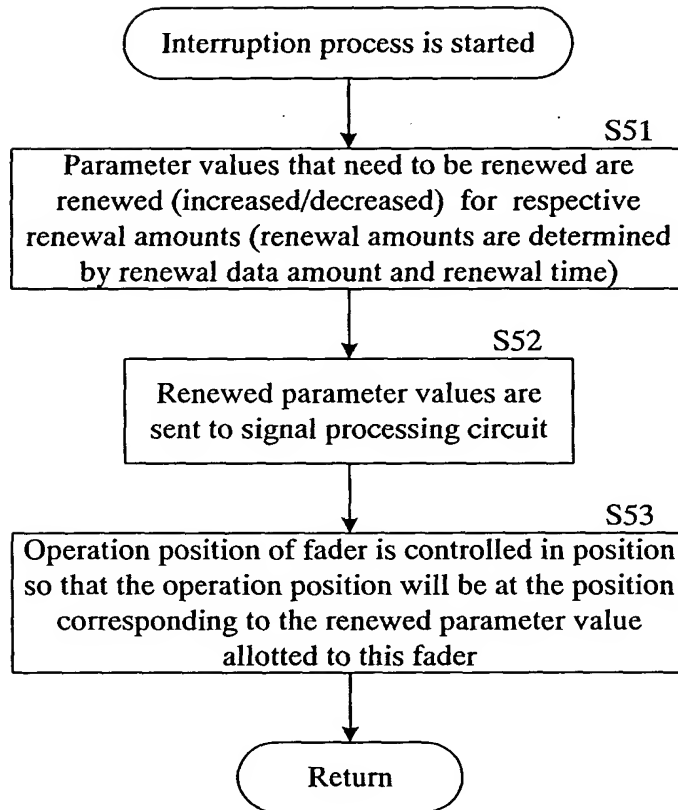 Interruption process is started
S51
Parameter values that need to be renewed are
renewed (increased/decreased) for respective
renewal amounts (renewal amounts are determined
by renewal data amount and renewal time)
S52
Renewed parameter values are
sent to signal processing circuit
S53
Operation position of fader is controlled in position
so that the operation position will be at the position
corresponding to the renewed parameter value
allotted to this fader
Return